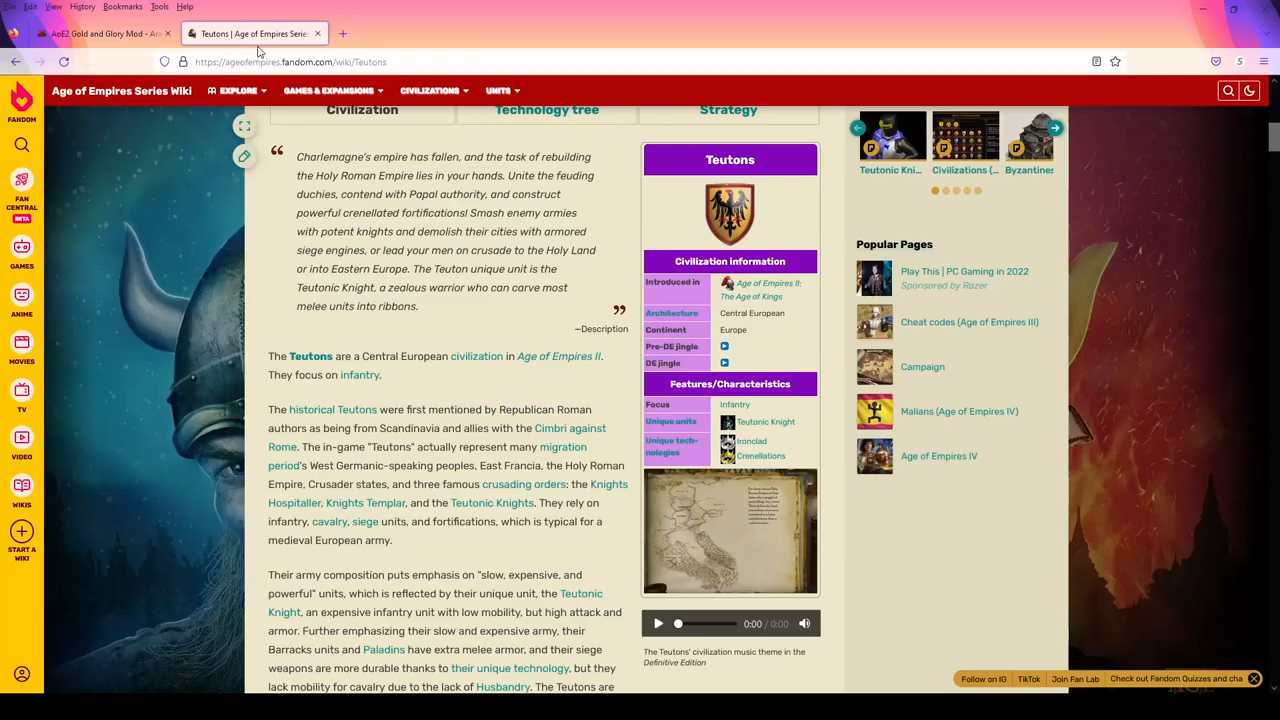 File Edit View History Bookmarks Tools Help
AoE2 Gold and Glory Mod - Ar
Teutons | Age of Empires Serie
https://ageofempires.fandom.com/wiki/Teutons
FANDOM
Age of Empires Series Wiki
EXPLORE
GAMES & EXPANSIONS
CIVILIZATIONS
UNITS
FAN CENTRAL
BETA
GAMES
ANIME
MOVIES
TV
VIDEO
WIKIS
START A WIKI
Civilization
Technology tree
Strategy
“
Charlemagne's empire has fallen, and the task of rebuilding
the Holy Roman Empire lies in your hands. Unite the feuding
duchies, contend with Papal authority, and construct
powerful crenellated fortifications! Smash enemy armies
with potent knights and demolish their cities with armored
siege engines, or lead your men on crusade to the Holy Land
or into Eastern Europe. The Teuton unique unit is the
Teutonic Knight, a zealous warrior who can carve most
melee units into ribbons.
”
—Description
The Teutons are a Central European civilization in Age of Empires II.
They focus on infantry.
The historical Teutons were first mentioned by Republican Roman
authors as being from Scandinavia and allies with the Cimbri against
Rome. The in-game "Teutons" actually represent many migration
period's West Germanic-speaking peoples, East Francia, the Holy Roman
Empire, Crusader states, and three famous crusading orders: the Knights
Hospitaller, Knights Templar, and the Teutonic Knights. They rely on
infantry, cavalry, siege units, and fortifications, which is typical for a
medieval European army.
Their army composition puts emphasis on "slow, expensive, and
powerful" units, which is reflected by their unique unit, the Teutonic
Knight, an expensive infantry unit with low mobility, but high attack and
armor. Further emphasizing their slow and expensive army, their
Barracks units and Paladins have extra melee armor, and their siege
weapons are more durable thanks to their unique technology, but they
lack mobility for cavalry due to the lack of Husbandry. The Teutons are
Teutons
Civilization information
Introduced in
Age of Empires II:
The Age of Kings
Architecture
Central European
Continent
Europe
Pre-DE jingle
DE jingle
Features/Characteristics
Focus
Infantry
Unique units
Teutonic Knight
Unique tech-
nologies
Ironclad
Crenellations
0:00 / 0:00
The Teutons' civilization music theme in the
Definitive Edition
Teutonic Kni...
Civilizations (...
Byzantines
Popular Pages
Play This | PC Gaming in 2022
Sponsored by Razer
Cheat codes (Age of Empires III)
Campaign
Malians (Age of Empires IV)
Age of Empires IV
Follow on IG
TikTok
Join Fan Lab
Check out Fandom Quizzes and cha